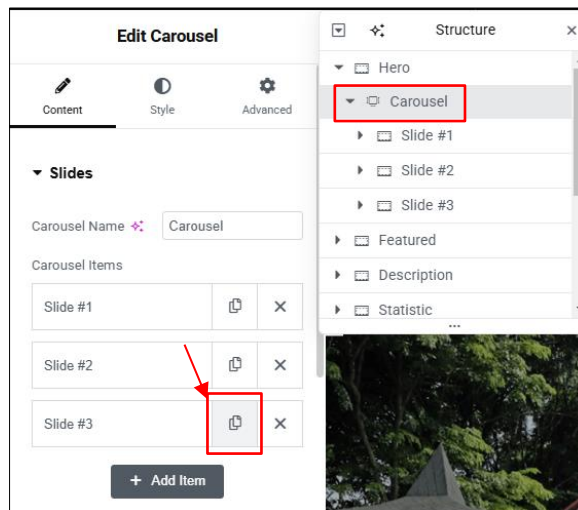 Edit Carousel
Content
Style
Advanced
Slides
Carousel Name
Carousel
Carousel Items
Slide #1
Slide #2
Slide #3
+ Add Item
Structure
Hero
Carousel
Slide #1
Slide #2
Slide #3
Featured
Description
Statistic